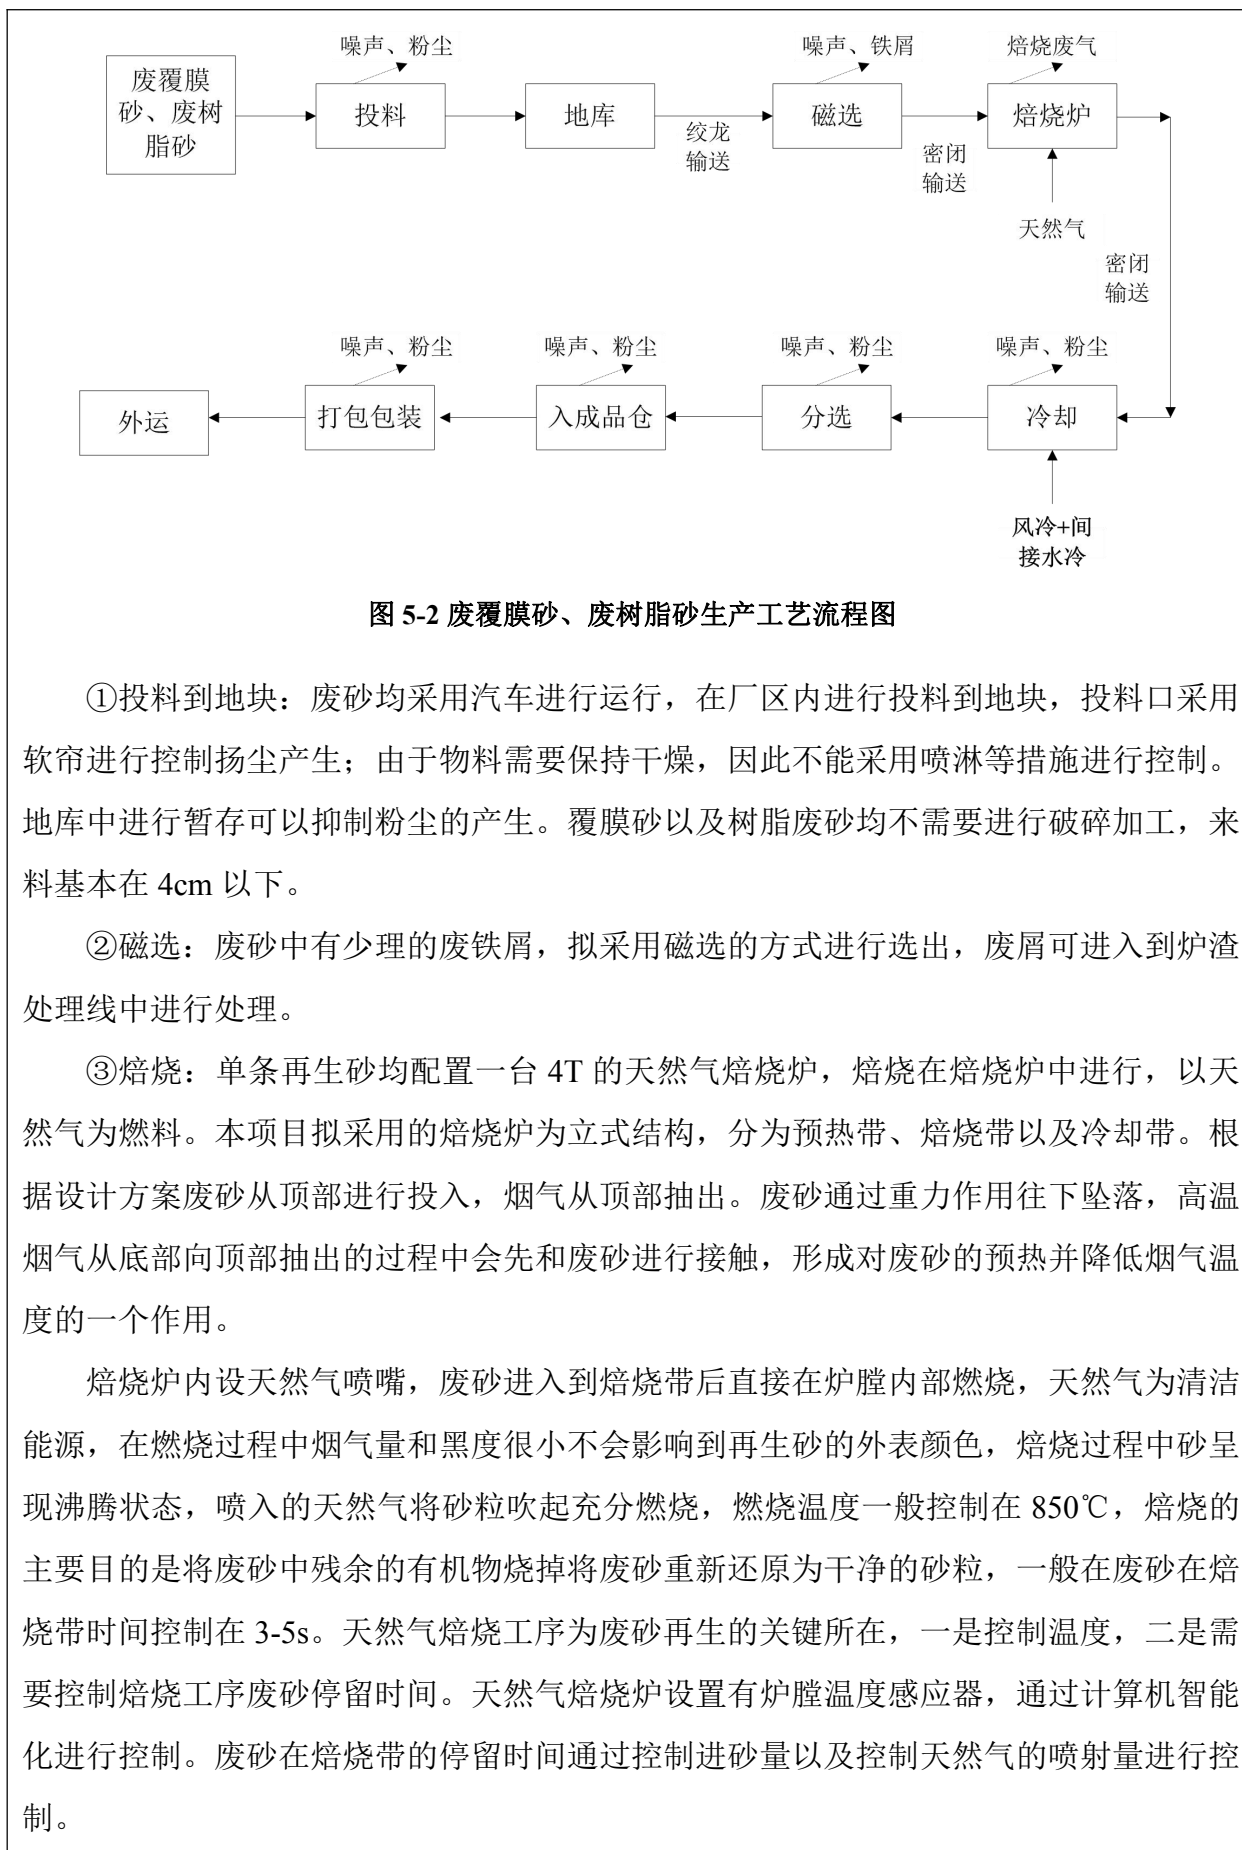 噪声、粉尘
噪声、铁屑
焙烧废气
废覆膜
砂、废树
脂砂
投料
地库
绞龙
输送
磁选
密闭
输送
焙烧炉
天然气
密闭
输送
噪声、粉尘
噪声、粉尘
噪声、粉尘
噪声、粉尘
外运
打包包装
入成品仓
分选
冷却
风冷+间
接水冷
图 5-2 废覆膜砂、废树脂砂生产工艺流程图
①投料到地块：废砂均采用汽车进行运行，在厂区内进行投料到地块，投料口采用
软帘进行控制扬尘产生；由于物料需要保持干燥，因此不能采用喷淋等措施进行控制。
地库中进行暂存可以抑制粉尘的产生。覆膜砂以及树脂废砂均不需要进行破碎加工，来
料基本在 4cm 以下。
②磁选：废砂中有少理的废铁屑，拟采用磁选的方式进行选出，废屑可进入到炉渣
处理线中进行处理。
③焙烧：单条再生砂均配置一台 4T 的天然气焙烧炉，焙烧在焙烧炉中进行，以天
然气为燃料。本项目拟采用的焙烧炉为立式结构，分为预热带、焙烧带以及冷却带。根
据设计方案废砂从顶部进行投入，烟气从顶部抽出。废砂通过重力作用往下坠落，高温
烟气从底部向顶部抽出的过程中会先和废砂进行接触，形成对废砂的预热并降低烟气温
度的一个作用。
焙烧炉内设天然气喷嘴，废砂进入到焙烧带后直接在炉膛内部燃烧，天然气为清洁
能源，在燃烧过程中烟气量和黑度很小不会影响到再生砂的外表颜色，焙烧过程中砂呈
现沸腾状态，喷入的天然气将砂粒吹起充分燃烧，燃烧温度一般控制在 850℃，焙烧的
主要目的是将废砂中残余的有机物烧掉将废砂重新还原为干净的砂粒，一般在废砂在焙
烧带时间控制在 3-5s。天然气焙烧工序为废砂再生的关键所在，一是控制温度，二是需
要控制焙烧工序废砂停留时间。天然气焙烧炉设置有炉膛温度感应器，通过计算机智能
化进行控制。废砂在焙烧带的停留时间通过控制进砂量以及控制天然气的喷射量进行控
制。